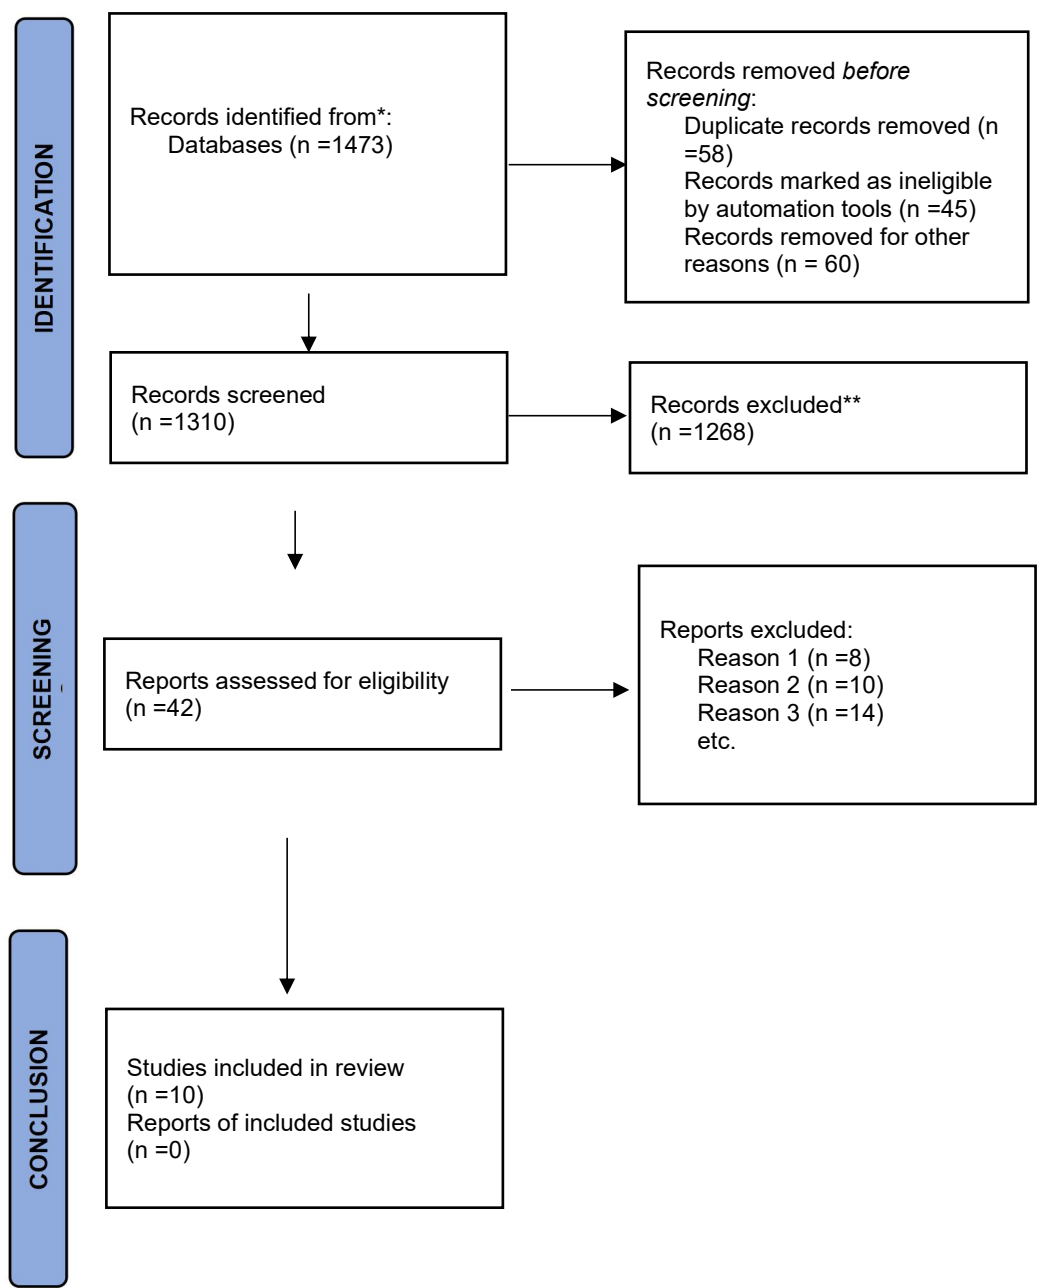 IDENTIFICATION
Records identified from*:
Databases (n =1473)
Records removed before
screening:
Duplicate records removed (n
=58)
Records marked as ineligible
by automation tools (n =45)
Records removed for other
reasons (n = 60)
Records screened
(n =1310)
Records excluded**
(n =1268)
SCREENING
Reports assessed for eligibility
(n =42)
Reports excluded:
Reason 1 (n =8)
Reason 2 (n =10)
Reason 3 (n =14)
etc.
CONCLUSION
Studies included in review
(n =10)
Reports of included studies
(n =0)